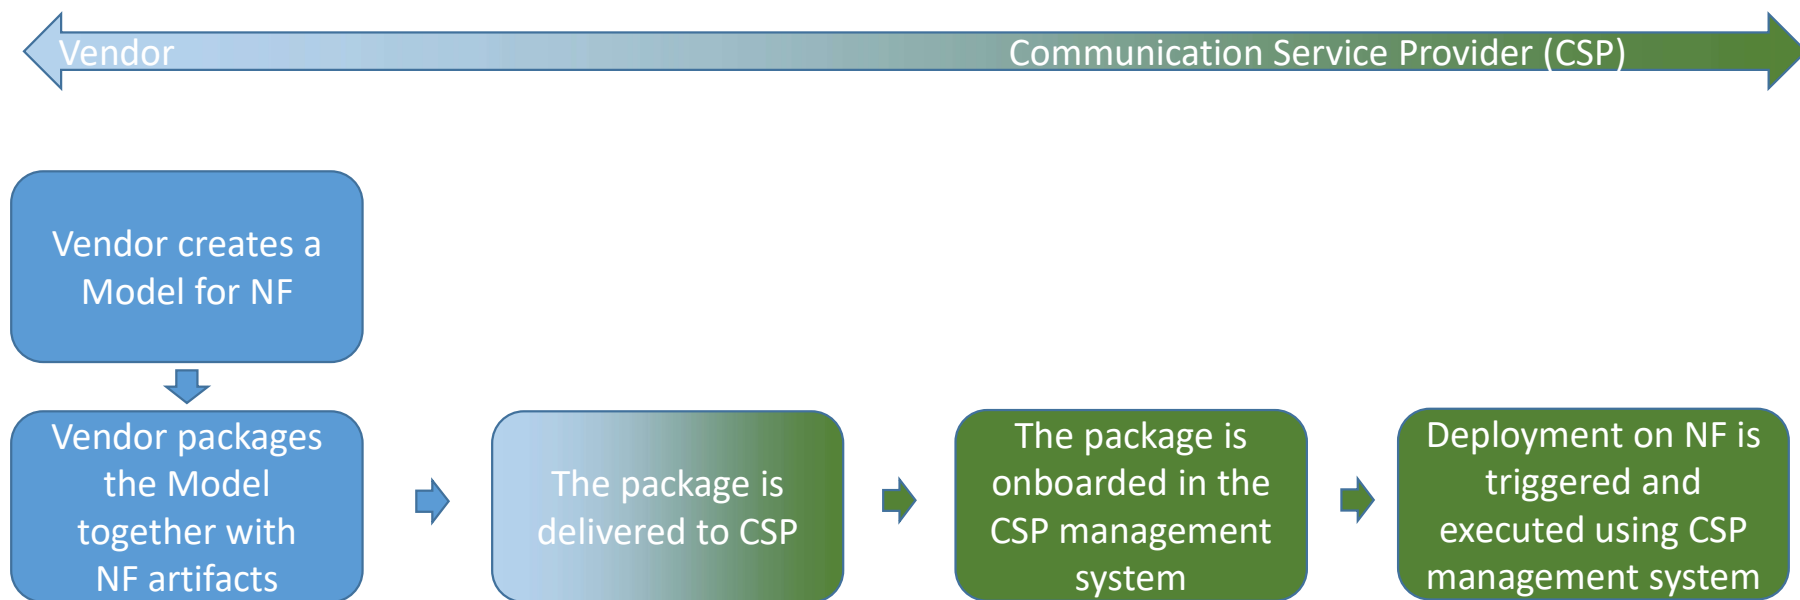 Vendor
Communication Service Provider (CSP)
Vendor creates a
Model for NF
Vendor packages
the Model
together with
NF artifacts
The package is
delivered to CSP
The package is
onboarded in the
CSP management
system
Deployment on NF is
triggered and
executed using CSP
management system